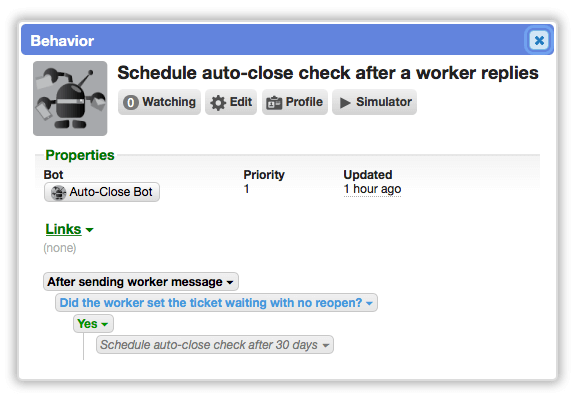 Behavior
Schedule auto-close check after a worker replies
0 Watching Edit Profile Simulator
Properties
Bot Priority Updated
Auto-Close Bot 1 1 hour ago
Links
(none)
After sending worker message
Did the worker set the ticket waiting with no reopen?
Yes
Schedule auto-close check after 30 days